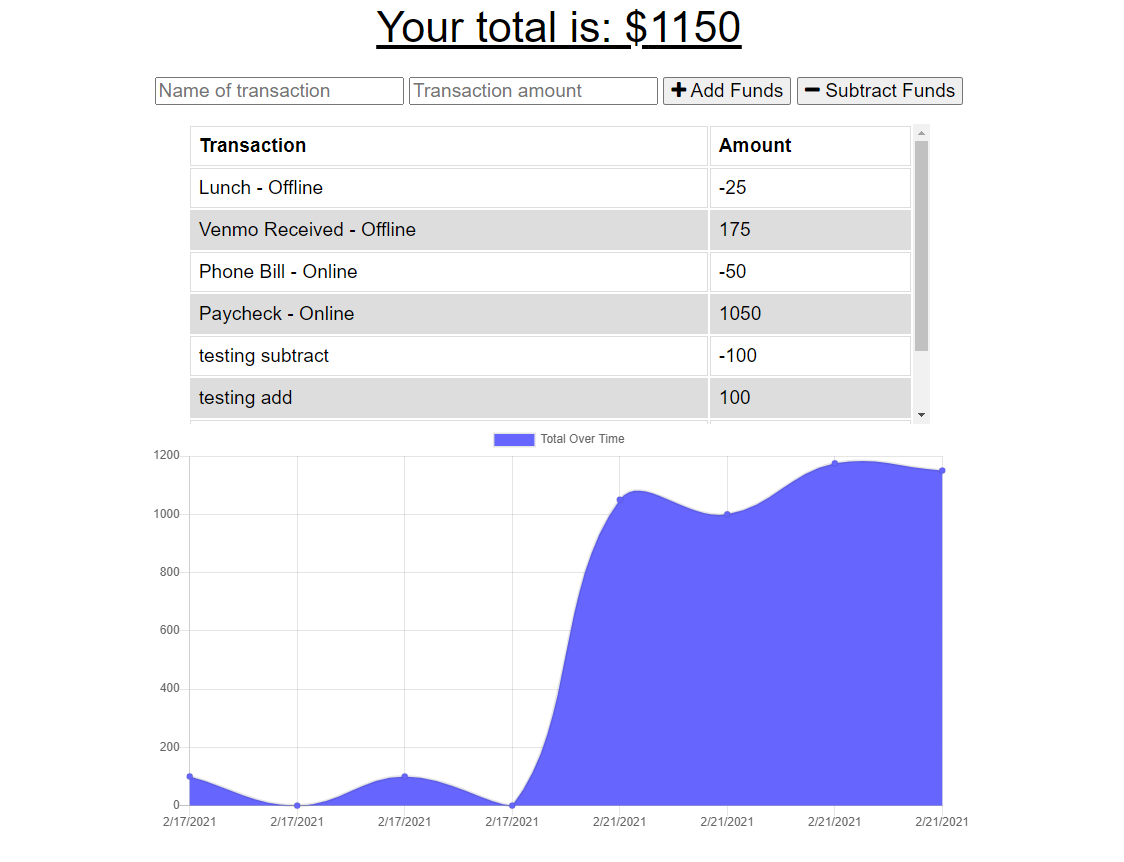 Your total is: $1150
Name of transaction Transaction amount Add Funds Subtract Funds
Transaction Amount
Lunch - Offline -25
Venmo Received - Offline 175
Phone Bill - Online -50
Paycheck - Online 1050
testing subtract -100
testing add 100
Total Over Time
1200
1000
800
600
400
200
0
2/17/2021 2/17/2021 2/17/2021 2/17/2021 2/21/2021 2/21/2021 2/21/2021 2/21/2021